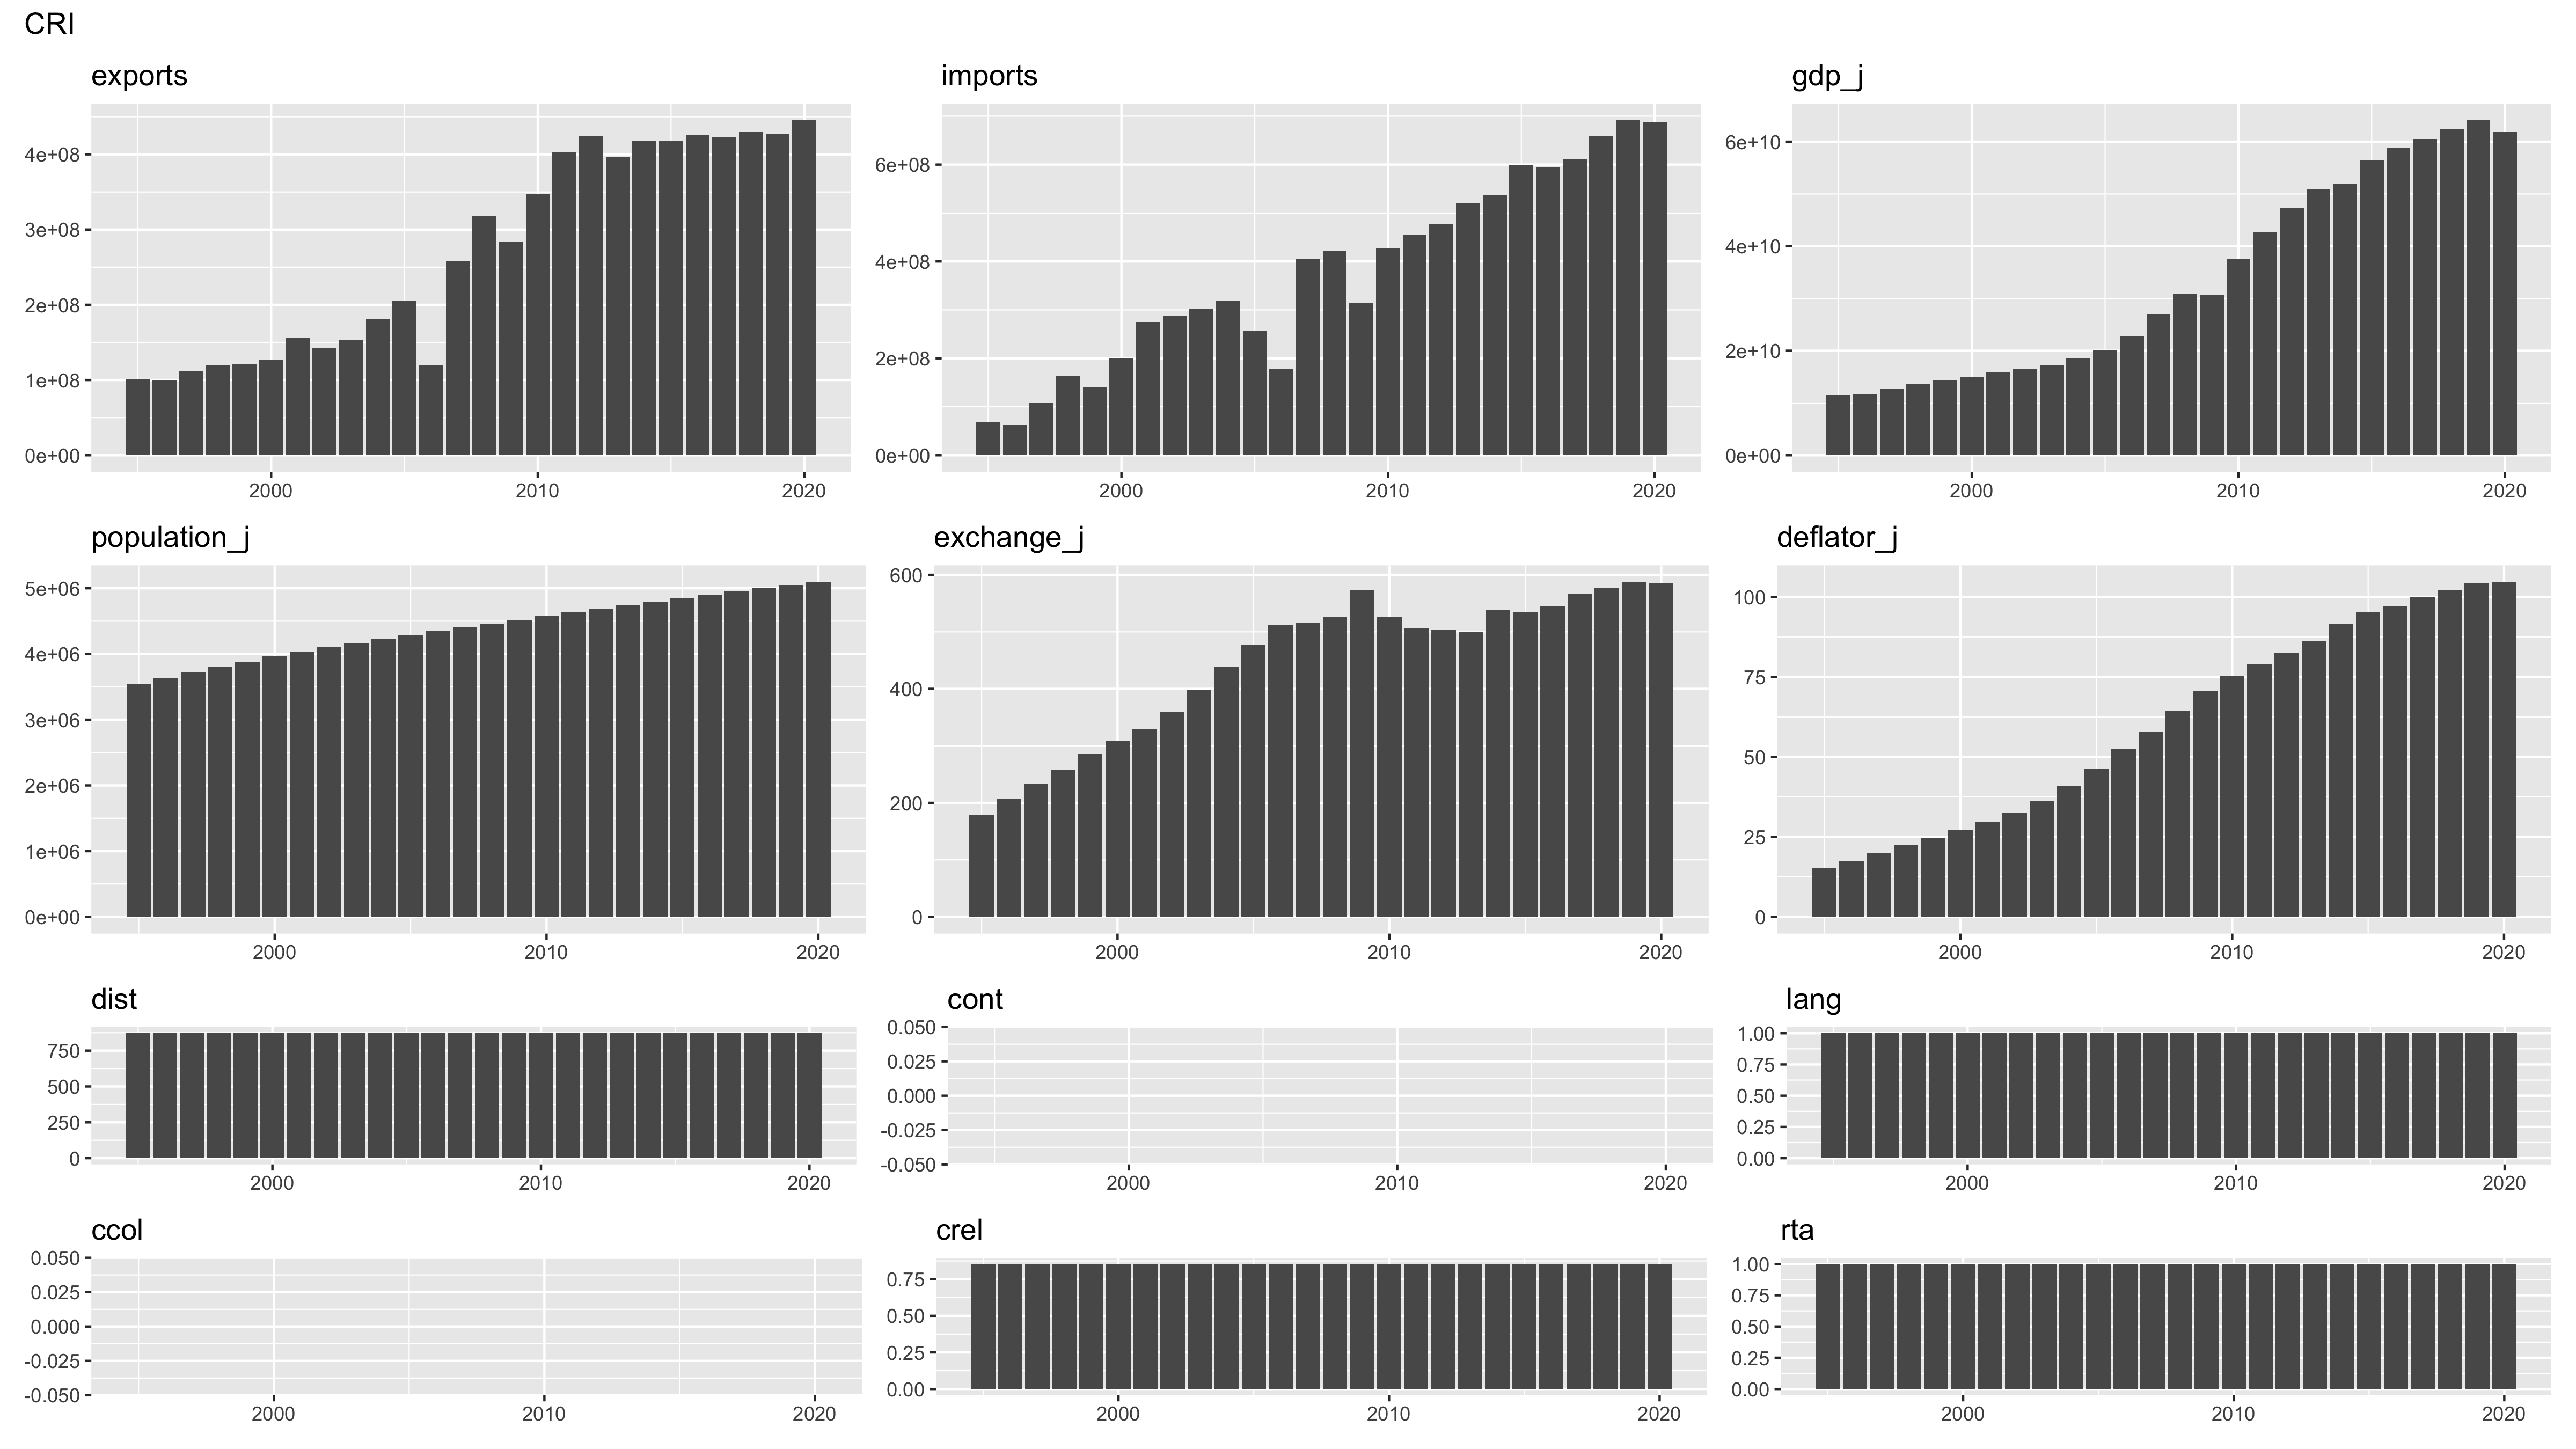 CRI
exports
4e+08
3e+08
2e+08
1e+08
0e+00
2000 2010 2020
imports
6e+08
4e+08
2e+08
0e+00
2000 2010 2020
gdp_j
6e+10
4e+10
2e+10
0e+00
2000 2010 2020
population_j
5e+06
4e+06
3e+06
2e+06
1e+06
0e+00
2000 2010 2020
exchange_j
600
400
200
0
2000 2010 2020
deflator_j
100
75
50
25
0
2000 2010 2020
dist
750
500
250
0
2000 2010 2020
cont
0.050
0.025
0.000
-0.025
-0.050
2000 2010 2020
lang
1.00
0.75
0.50
0.25
0.00
2000 2010 2020
ccol
0.050
0.025
0.000
-0.025
-0.050
2000 2010 2020
crel
0.75
0.50
0.25
0.00
2000 2010 2020
rta
1.00
0.75
0.50
0.25
0.00
2000 2010 2020